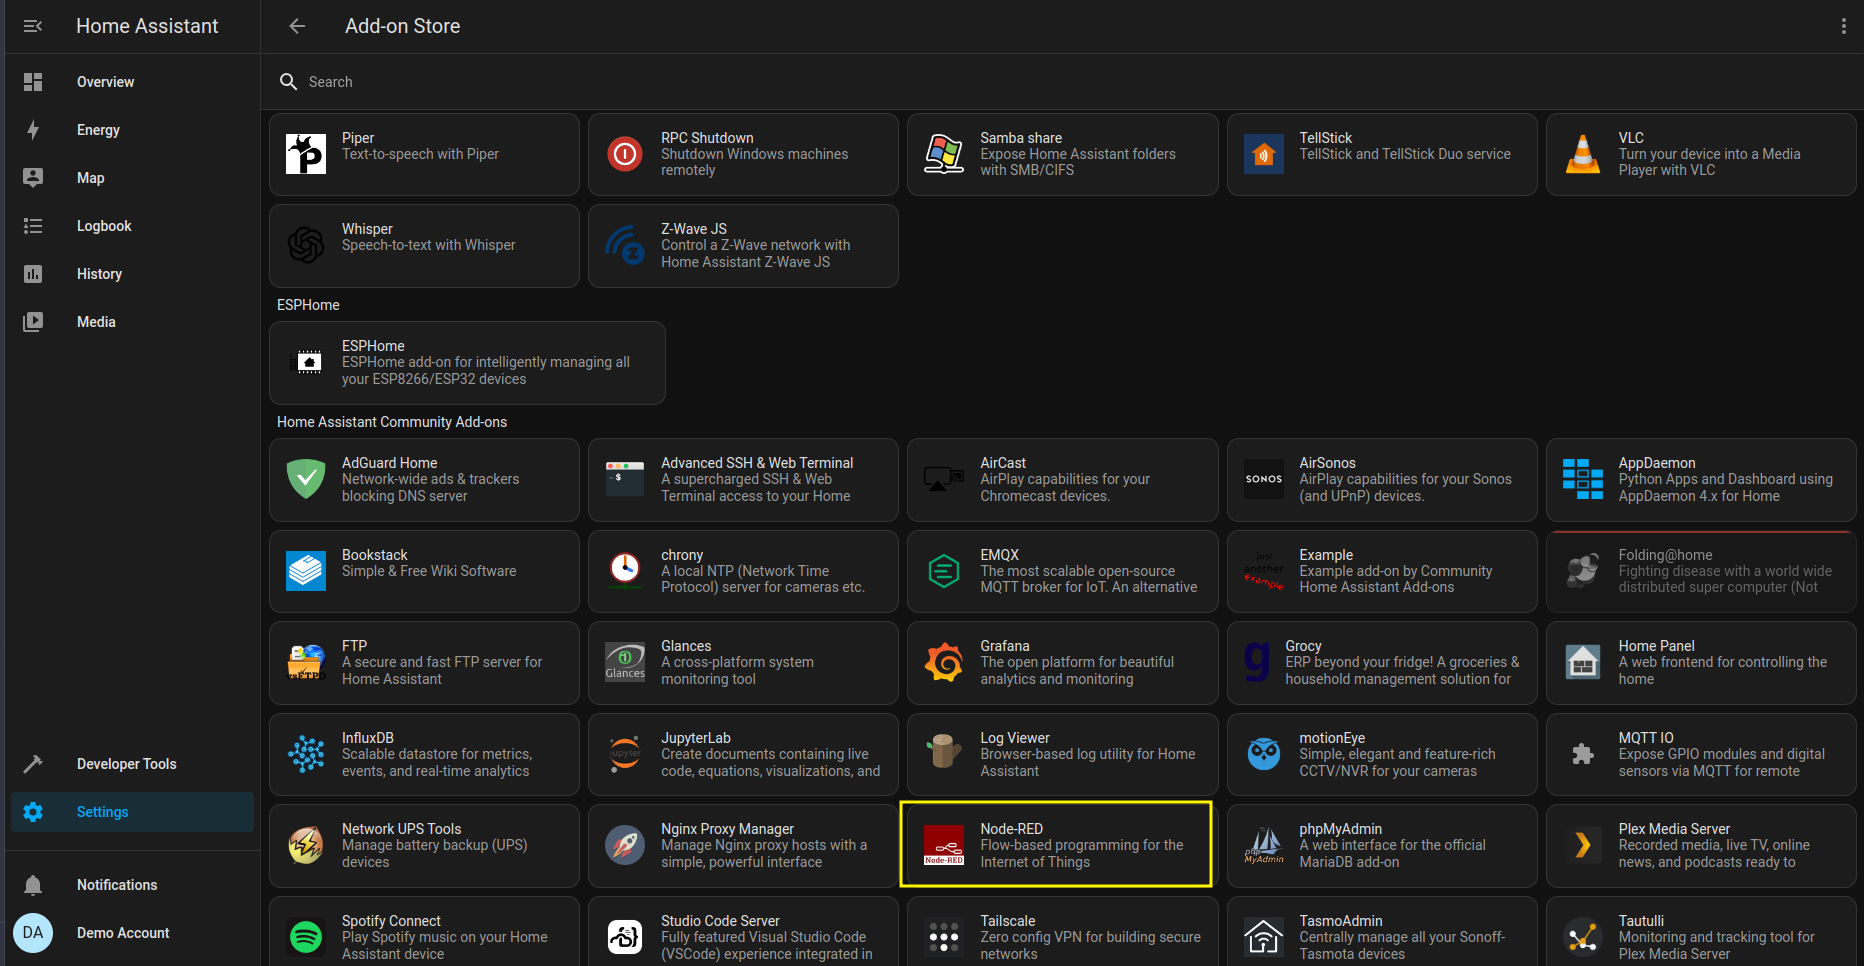 Home Assistant
Add-on Store
Overview
Energy
Map
Logbook
History
Media
Developer Tools
Settings
Notifications
DA
Demo Account
Search
Piper
Text-to-speech with Piper
RPC Shutdown
Shutdown Windows machines
remotely
Samba share
Expose Home Assistant folders
with SMB/CIFS
TellStick
TellStick and TellStick Duo service
VLC
Turn your device into a Media
Player with VLC
Whisper
Speech-to-text with Whisper
Z-Wave JS
Control a Z-Wave network with
Home Assistant Z-Wave JS
ESPHome
ESPHome
ESPHome add-on for intelligently managing all
your ESP8266/ESP32 devices
Home Assistant Community Add-ons
AdGuard Home
Network-wide ads & trackers
blocking DNS server
Advanced SSH & Web Terminal
A supercharged SSH & Web
Terminal access to your Home
AirCast
AirPlay capabilities for your
Chromecast devices.
SONOS
AirSonos
AirPlay capabilities for your Sonos
(and UPnP) devices.
AppDaemon
Python Apps and Dashboard using
AppDaemon 4.x for Home
Bookstack
Simple & Free Wiki Software
chrony
A local NTP (Network Time
Protocol) server for cameras etc.
EMQX
The most scalable open-source
MQTT broker for IoT. An alternative
just
another
example
Example
Example add-on by Community
Home Assistant Add-ons
Folding@home
Fighting disease with a world wide
distributed super computer (Not
vsFTPD
FTP
A secure and fast FTP server for
Home Assistant
Glances
Glances
A cross-platform system
monitoring tool
Grafana
The open platform for beautiful
analytics and monitoring
g
Grocy
ERP beyond your fridge! A groceries &
household management solution for
Home Panel
A web frontend for controlling the
home
InfluxDB
Scalable datastore for metrics,
events, and real-time analytics
jupyter
JupyterLab
Create documents containing live
code, equations, visualizations, and
Log Viewer
Browser-based log utility for Home
Assistant
motionEye
Simple, elegant and feature-rich
CCTV/NVR for your cameras
MQTT IO
Expose GPIO modules and digital
sensors via MQTT for remote
Network UPS Tools
Manage battery backup (UPS)
devices
Nginx Proxy Manager
Manage Nginx proxy hosts with a
simple, powerful interface
Node-RED
Node-RED
Flow-based programming for the
Internet of Things
php
MyAdmin
phpMyAdmin
A web interface for the official
MariaDB add-on
Plex Media Server
Recorded media, live TV, online
news, and podcasts ready to
Spotify Connect
Play Spotify music on your Home
Assistant device
Studio Code Server
Fully featured Visual Studio Code
(VSCode) experience integrated in
Tailscale
Zero config VPN for building secure
networks
TasmoAdmin
Centrally manage all your Sonoff-
Tasmota devices
Tautulli
Monitoring and tracking tool for
Plex Media Server